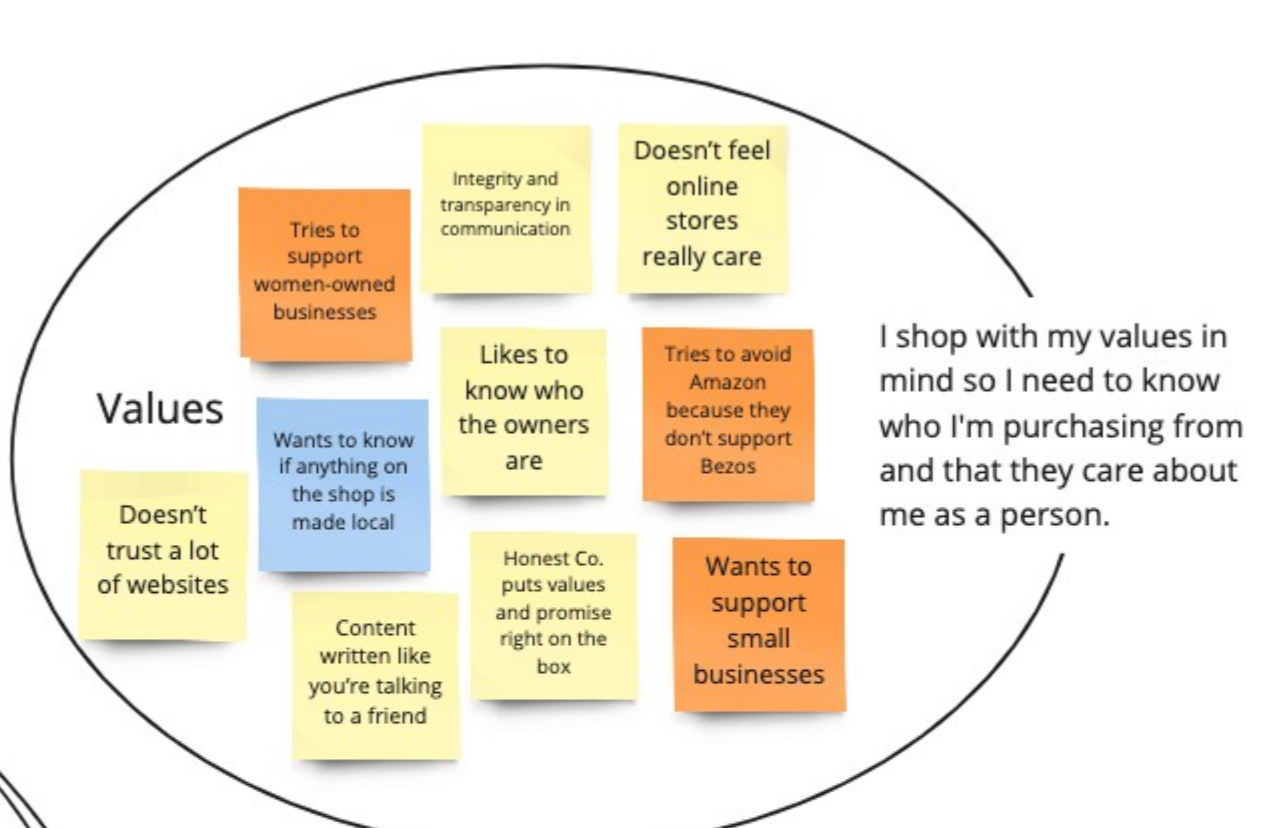 Integrity and
transparency in
communication
Doesn't feel
online
stores
really care
Tries to
support
women-owned
businesses
Likes to
know who
the owners
are
Tries to avoid
Amazon
because they
don't support
Bezos
I shop with my values in
mind so I need to know
who I'm purchasing from
and that they care about
me as a person.
Values
Wants to know
if anything on
the shop is
made local
Doesn't
trust a lot
of websites
Honest Co.
puts values
and promise
right on the
box
Wants to
support
small
businesses
Content
written like
you're talking
to a friend